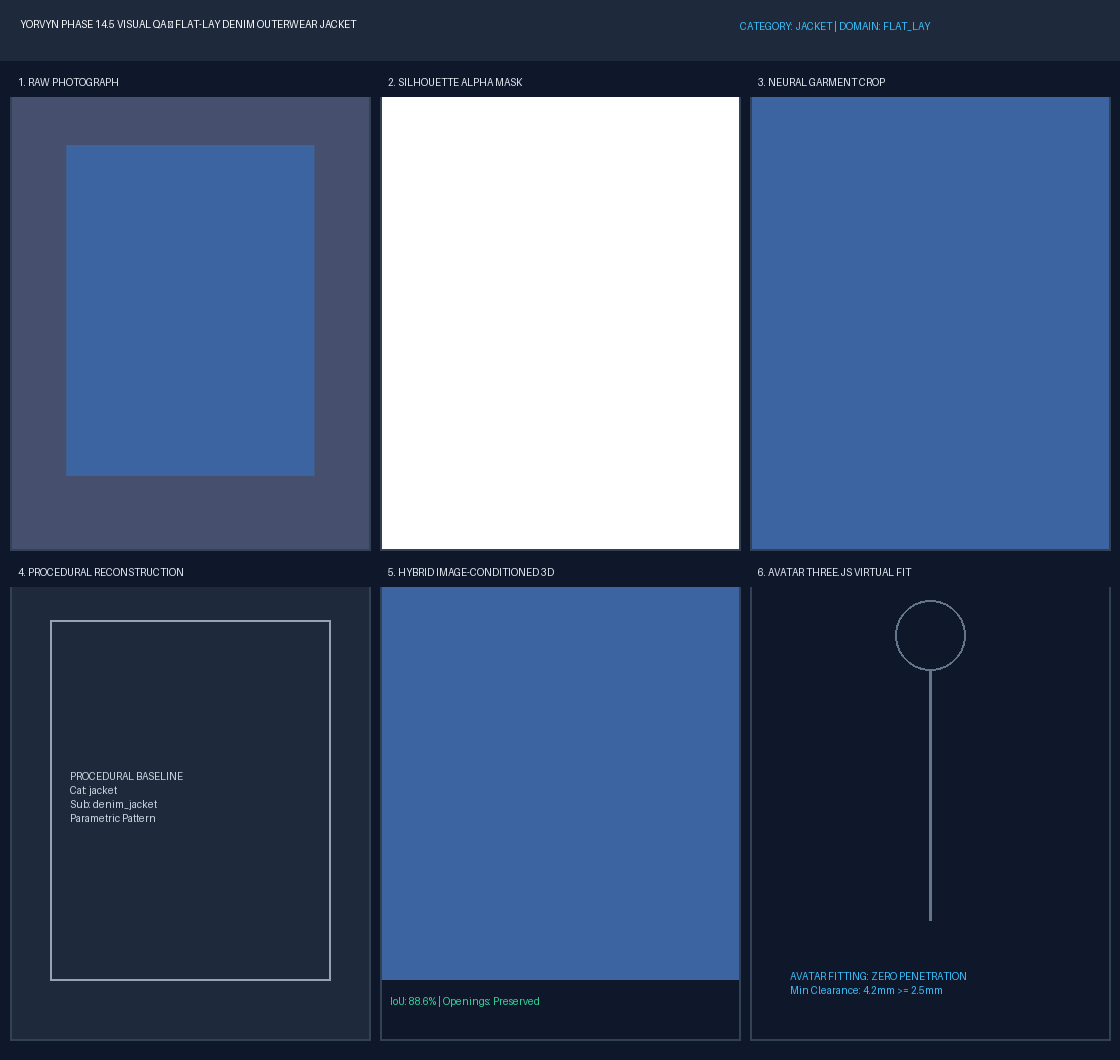 YORVYN PHASE 14.5 VISUAL QA▯ FLAT-LAY DENIM OUTERWEAR JACKET
CATEGORY: JACKET | DOMAIN: FLAT_LAY
1. RAW PHOTOGRAPH
2. SILHOUETTE ALPHA MASK
3. NEURAL GARMENT CROP
4. PROCEDURAL RECONSTRUCTION
5. HYBRID IMAGE-CONDITIONED 3D
6. AVATAR THREE.JS VIRTUAL FIT
PROCEDURAL BASELINE
Cat: jacket
Sub: denim_jacket
Parametric Pattern
IoU: 88.6% | Openings: Preserved
AVATAR FITTING: ZERO PENETRATION
Min Clearance: 4.2mm >= 2.5mm